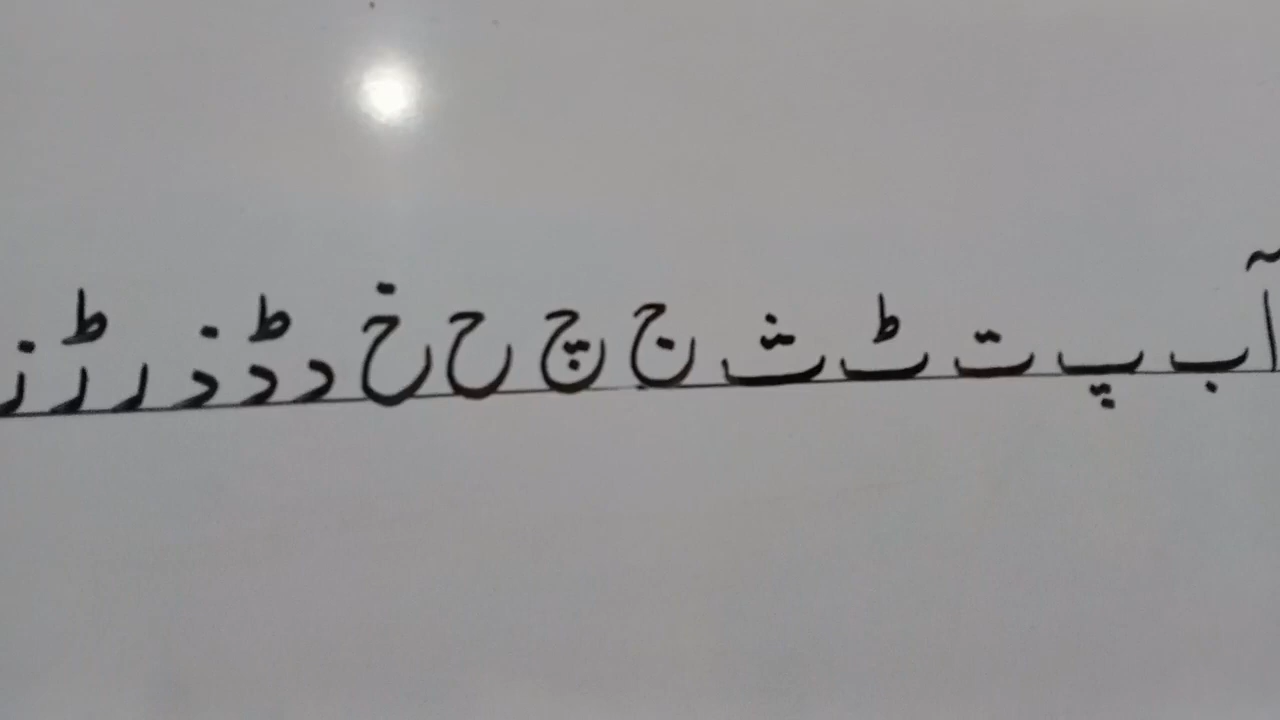 آ ب پ ت ٹ ث ج چ ح خ د ڈ ذ ر ڑ ز